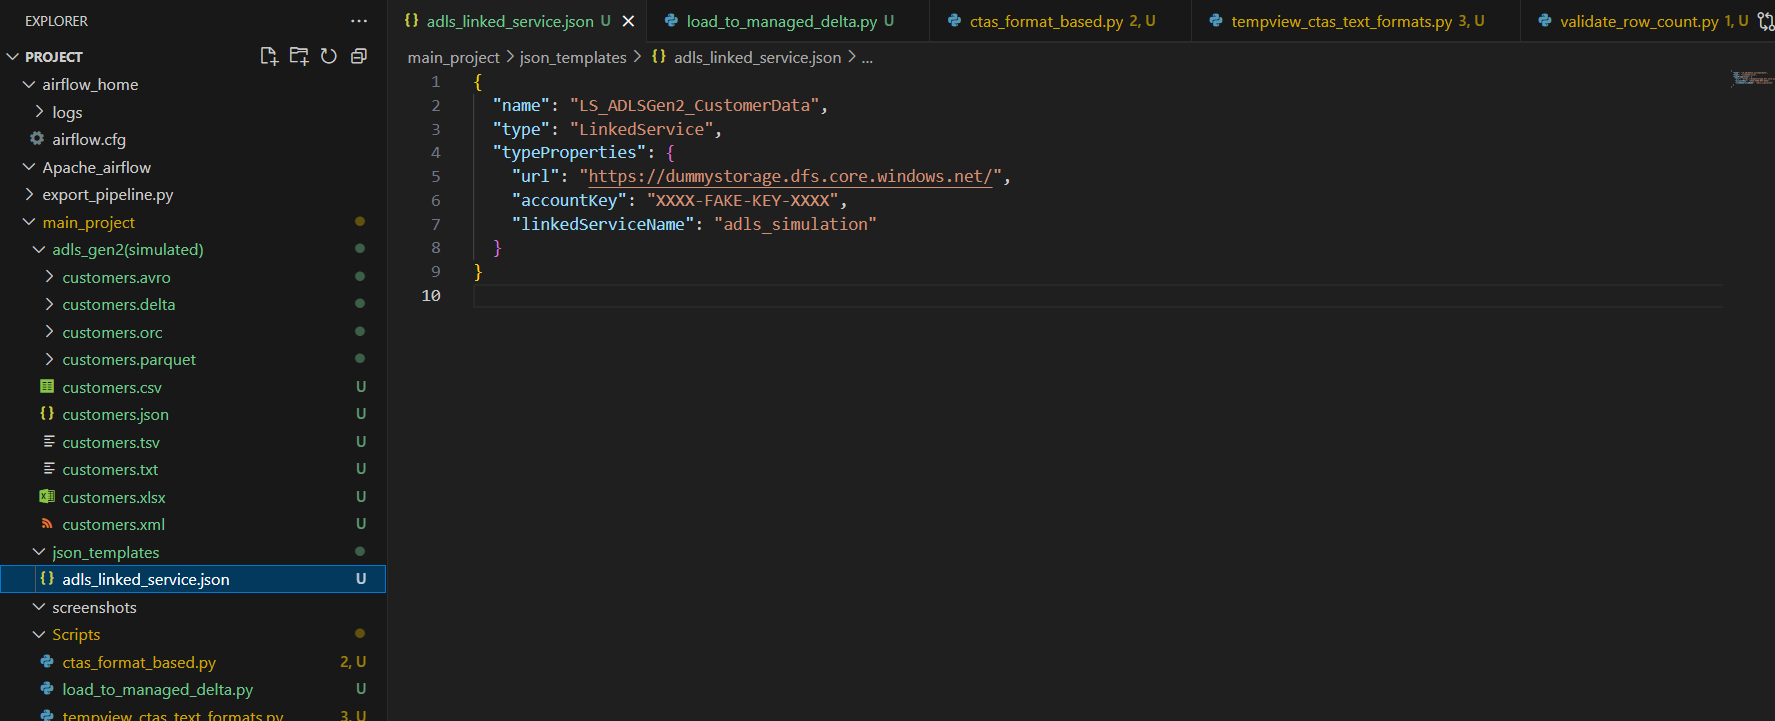 EXPLORER
PROJECT
airflow_home
logs
airflow.cfg
Apache_airflow
export_pipeline.py
main_project
adls_gen2(simulated)
customers.avro
customers.delta
customers.orc
customers.parquet
customers.csv U
customers.json U
customers.tsv U
customers.txt U
customers.xlsx U
customers.xml U
json_templates
adls_linked_service.json U
screenshots
Scripts
ctas_format_based.py 2, U
load_to_managed_delta.py U
tempview_ctas_text_formats.py 3, U
adls_linked_service.json U
load_to_managed_delta.py U
ctas_format_based.py 2, U
tempview_ctas_text_formats.py 3, U
validate_row_count.py 1, U
main_project > json_templates > {} adls_linked_service.json > ...
1 {
2 "name": "LS_ADLSGen2_CustomerData",
3 "type": "LinkedService",
4 "typeProperties": {
5 "url": "https://dummystorage.dfs.core.windows.net/",
6 "accountKey": "XXXX-FAKE-KEY-XXXX",
7 "linkedServiceName": "adls_simulation"
8 }
9 }
10